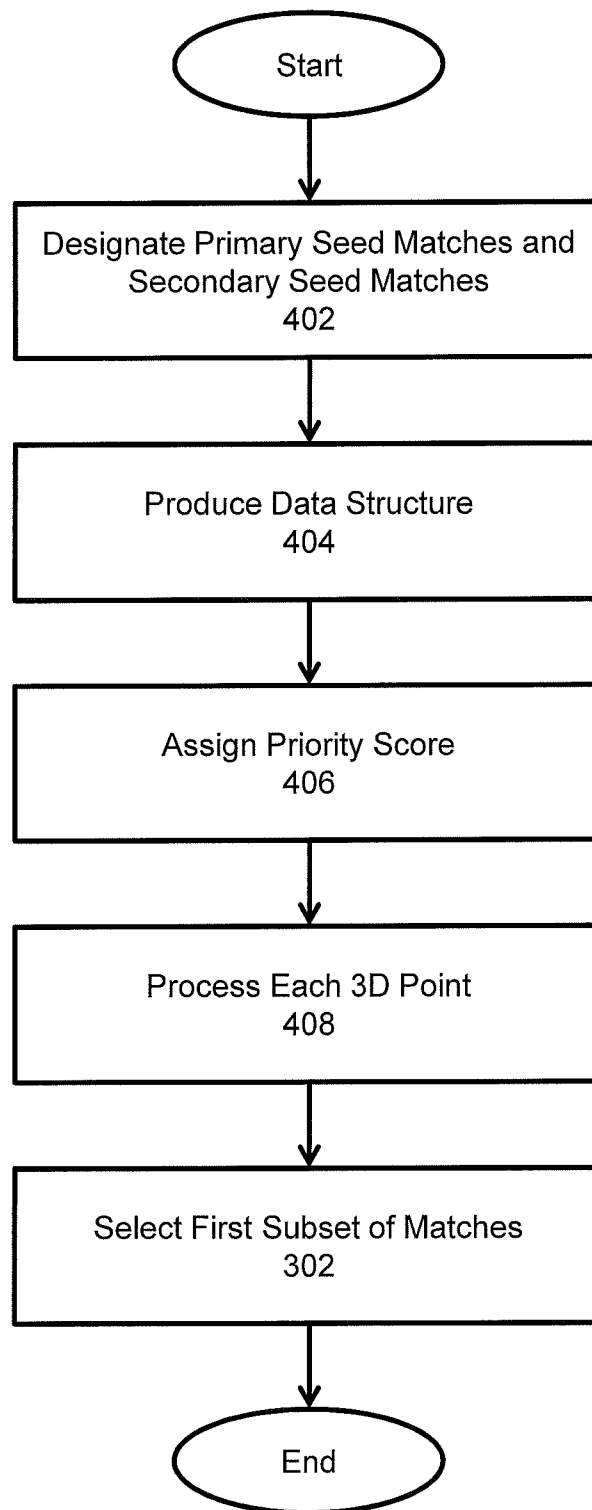 Start
Designate Primary Seed Matches and
Secondary Seed Matches
402
Produce Data Structure
404
Assign Priority Score
406
Process Each 3D Point
408
Select First Subset of Matches
302
End